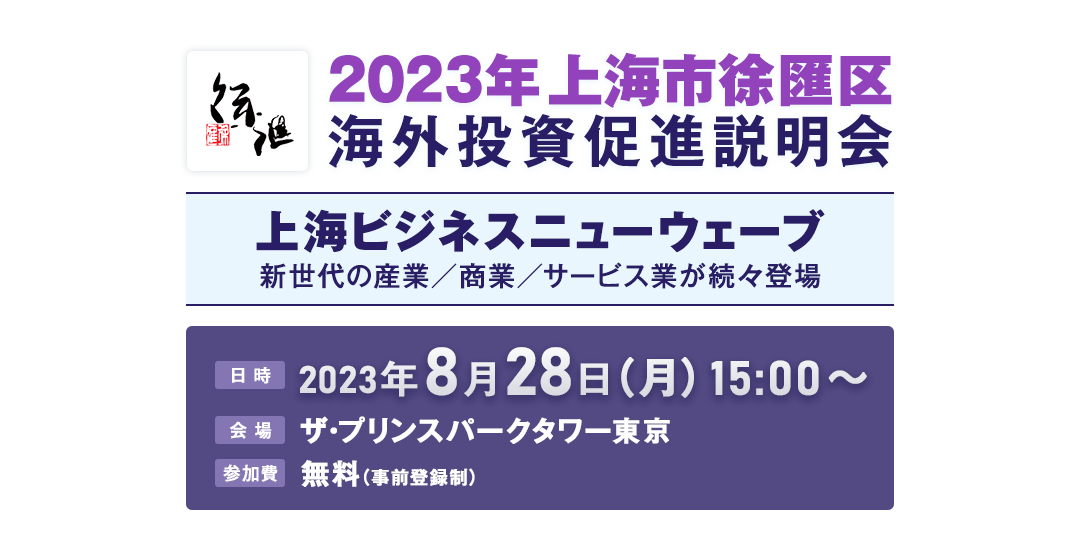 徐匯
2023年上海市徐匯区
海外投資促進説明会
上海ビジネスニューウェーブ
新世代の産業／商業／サービス業が続々登場
日時 2023年8月28日（月）15:00～
会場 ザ・プリンスパークタワー東京
参加費 無料（事前登録制）